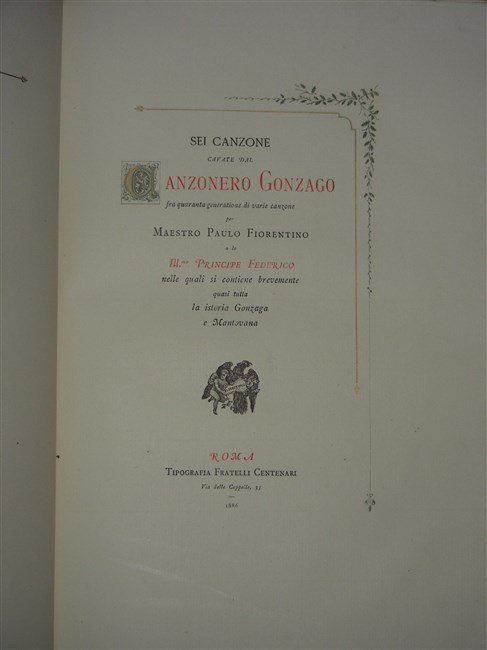 SEI CANZONE
CAVATE DAL
CANZONERO GONZAGO
fra quaranta generations di varie canzone
per
MAESTRO PAULO FIORENTINO
a lo
Ill.mo PRINCIPE FEDERICO
nelle quali si contiene brevemente
quasi tutta
la istoria Gonzaga
e Mantovana
ROMA
TIPOGRAFIA FRATELLI CENTENARI
Via delle Coppelle, 35
—
1886